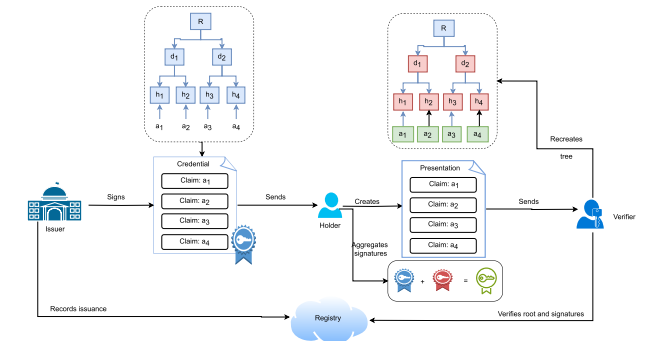 R
d1
d2
h1
h2
h3
h4
a1
a2
a3
a4
R
d1
d2
h1
h2
h3
h4
a1
a2
a3
a4
Recreates
tree
Credential
Claim: a1
Claim: a2
Claim: a3
Claim: a4
Presentation
Claim: a1
Claim: a2
Claim: a3
Claim: a4
Signs
Sends
Creates
Sends
Issuer
Holder
Verifier
Aggregates
signatures
+
=
Records issuance
Registry
Verifies root and signatures